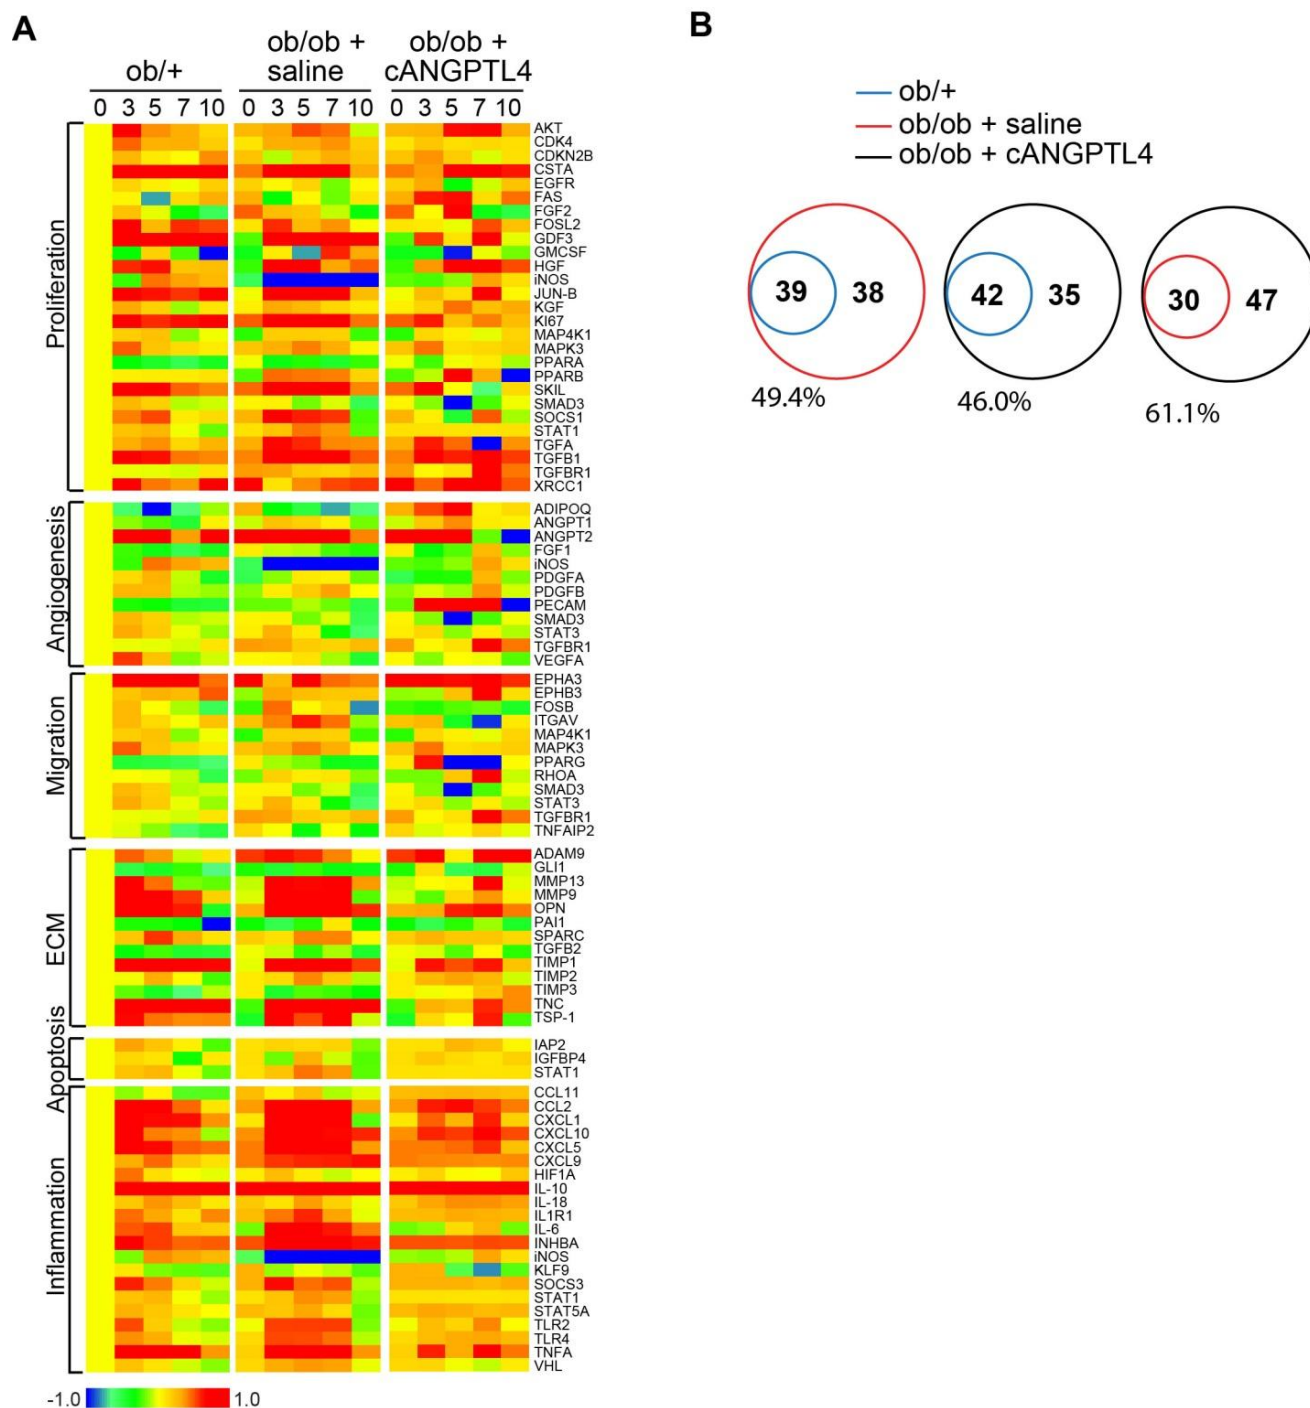 A
ob/+
ob/ob +
saline
ob/ob +
cANGPTL4
0 3 5 7 10
0 3 5 7 10
0 3 5 7 10
Proliferation
AKT
CDK4
CDKN2B
CSTA
EGFR
FAS
FGF2
FOSL2
GDF3
GMCSF
HGF
iNOS
JUN-B
KGF
KI67
MAP4K1
MAPK3
PPARA
PPARB
SKIL
SMAD3
SOCS1
STAT1
TGFA
TGFB1
TGFBR1
XRCC1
Angiogenesis
ADIPOQ
ANGPT1
ANGPT2
FGF1
iNOS
PDGFA
PDGFB
PECAM
SMAD3
STAT3
TGFBR1
VEGFA
Migration
EPHA3
EPHB3
FOSB
ITGAV
MAP4K1
MAPK3
PPARG
RHOA
SMAD3
STAT3
TGFBR1
TNFAIP2
ECM
ADAM9
GLI1
MMP13
MMP9
OPN
PAI1
SPARC
TGFB2
TIMP1
TIMP2
TIMP3
TNC
TSP-1
Apoptosis
IAP2
IGFBP4
STAT1
Inflammation
CCL11
CCL2
CXCL1
CXCL10
CXCL5
CXCL9
HIF1A
IL-10
IL-18
IL1R1
IL-6
INHBA
iNOS
KLF9
SOCS3
STAT1
STAT5A
TLR2
TLR4
TNFA
VHL
-1.0 1.0
B
ob/+
ob/ob + saline
ob/ob + cANGPTL4
39 38
49.4%
42 35
46.0%
30 47
61.1%